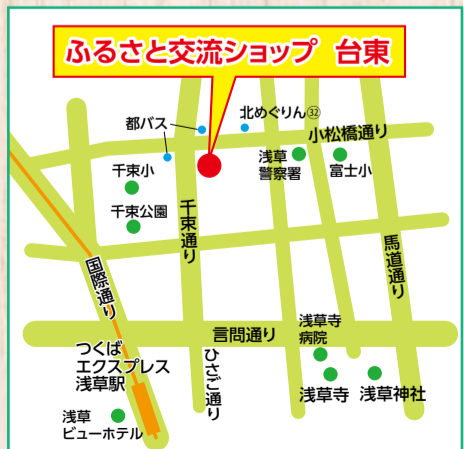 ふるさと交流ショップ 台東
都バス
北めぐりん㉜
小松橋通り
千束小
浅草
警察署
富士小
千束公園
千束通り
馬道通り
国際通り
言問通り
浅草寺
病院
つくば
エクスプレス
浅草駅
ひさご通り
浅草寺
浅草神社
浅草
ビューホテル